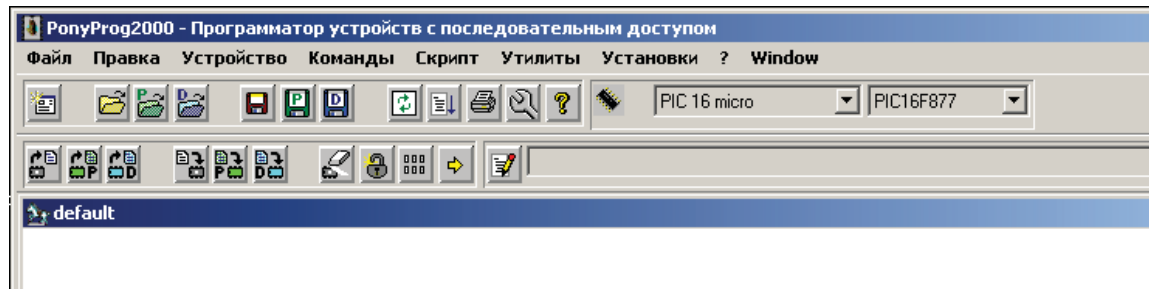 PonyProg2000 - Программатор устройств с последовательным доступом
Файл Правка Устройство Команды Скрипт Утилиты Установки ? Window
P D P D ? PIC 16 micro PIC16F877
P D P D
default